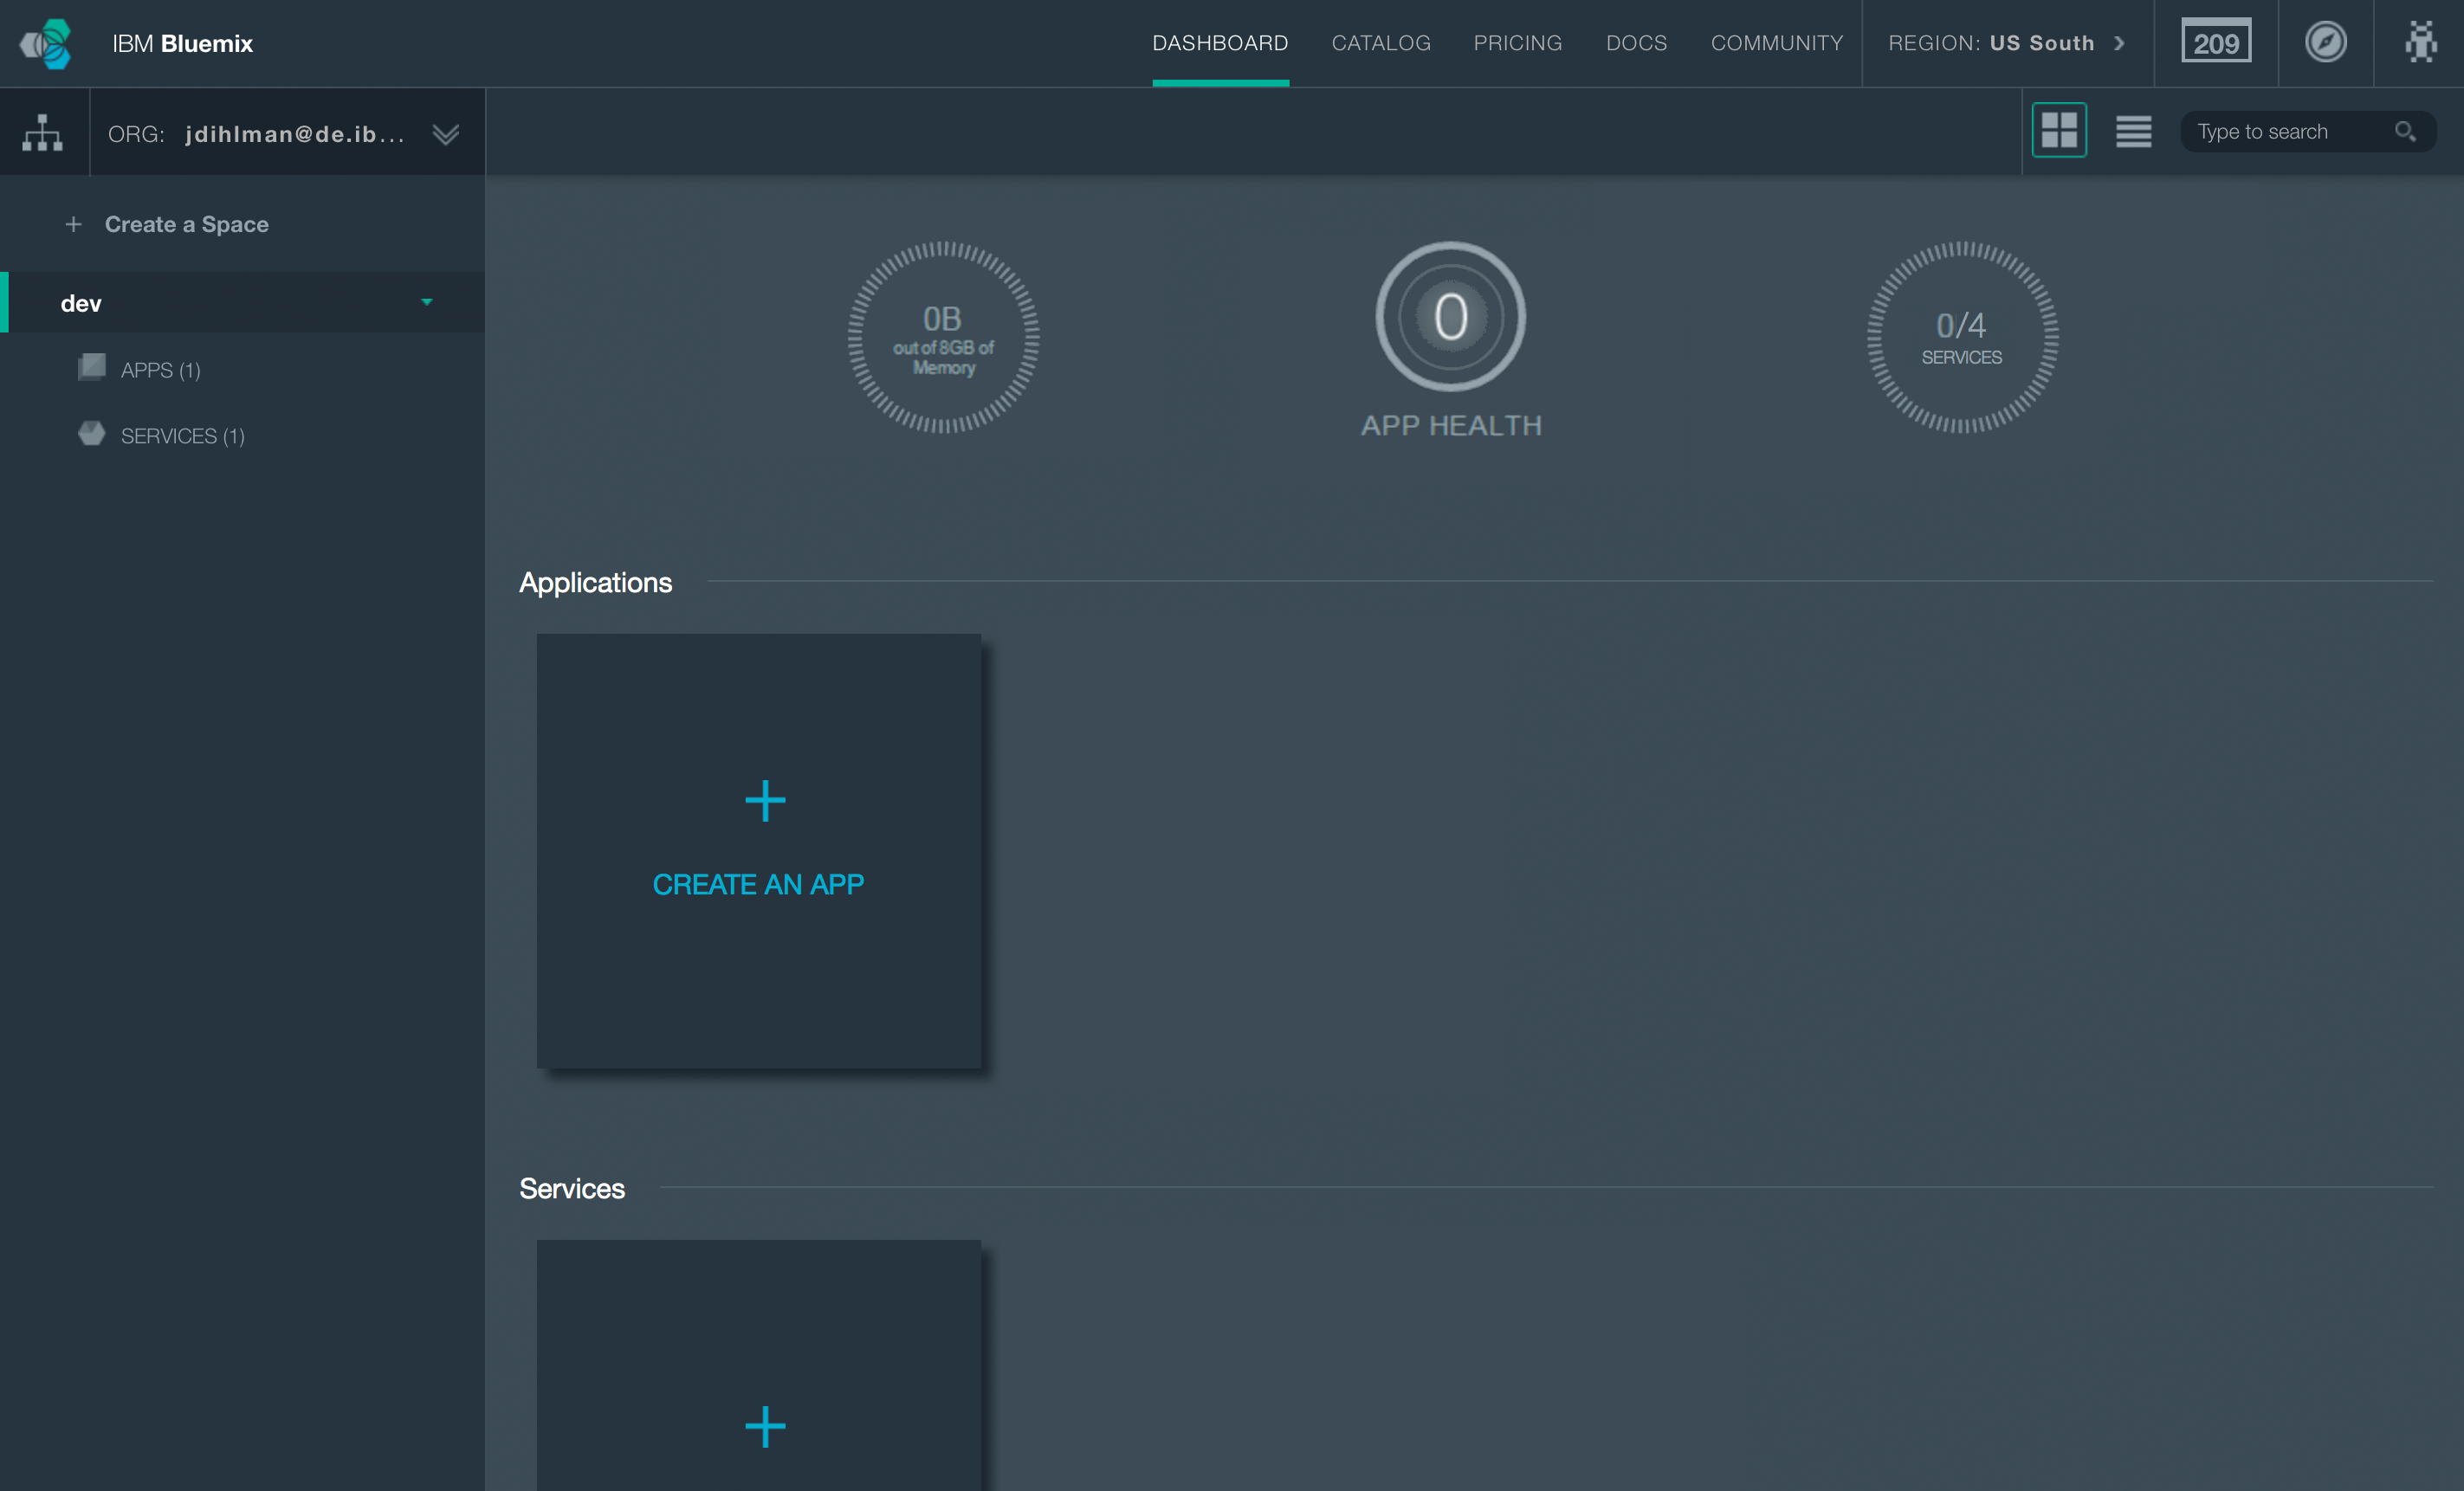 IBM Bluemix
DASHBOARD
CATALOG
PRICING
DOCS
COMMUNITY
REGION: US South
209
ORG: jdihlman@de.ib...
Type to search
+ Create a Space
dev
APPS (1)
SERVICES (1)
0B
out of 8GB of
Memory
0
APP HEALTH
0/4
SERVICES
Applications
+
CREATE AN APP
Services
+